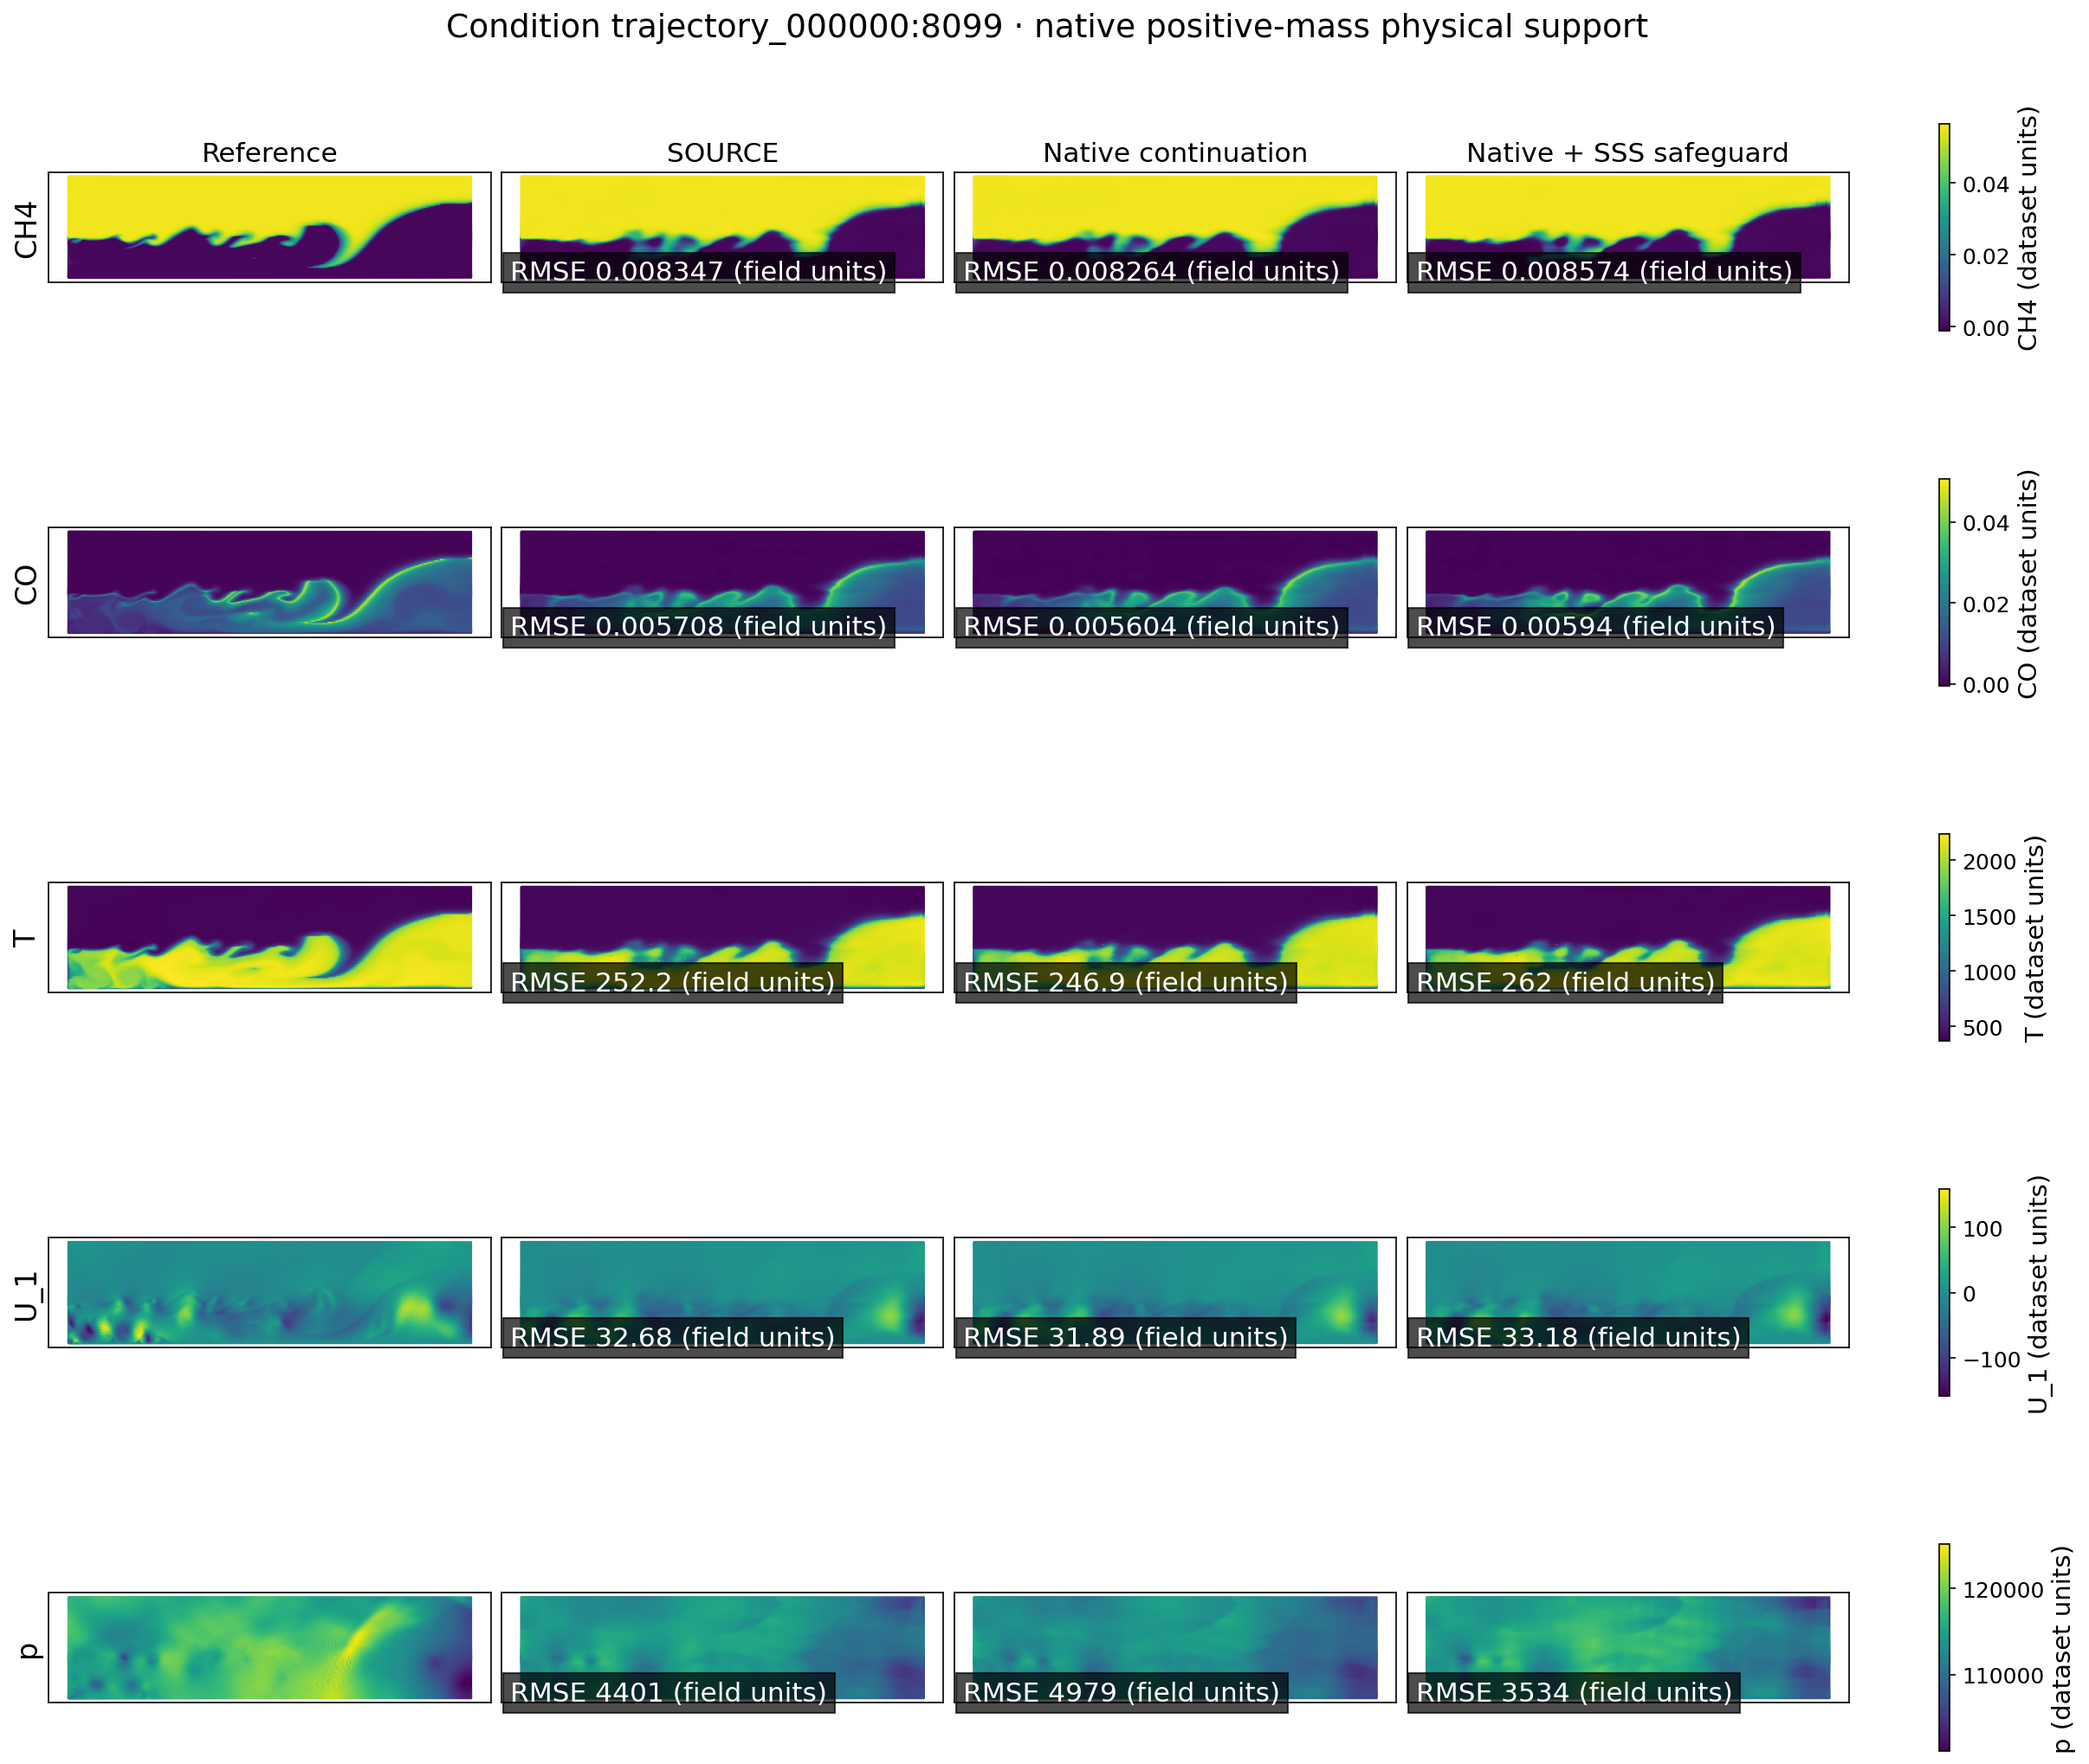 Condition trajectory_000000:8099 · native positive-mass physical support
Reference
SOURCE
Native continuation
Native + SSS safeguard
CH4
RMSE 0.008347 (field units)
RMSE 0.008264 (field units)
RMSE 0.008574 (field units)
0.04
0.02
0.00
CH4 (dataset units)
CO
RMSE 0.005708 (field units)
RMSE 0.005604 (field units)
RMSE 0.00594 (field units)
0.04
0.02
0.00
CO (dataset units)
T
RMSE 252.2 (field units)
RMSE 246.9 (field units)
RMSE 262 (field units)
2000
1500
1000
500
T (dataset units)
U_1
RMSE 32.68 (field units)
RMSE 31.89 (field units)
RMSE 33.18 (field units)
100
0
−100
U_1 (dataset units)
p
RMSE 4401 (field units)
RMSE 4979 (field units)
RMSE 3534 (field units)
120000
110000
p (dataset units)